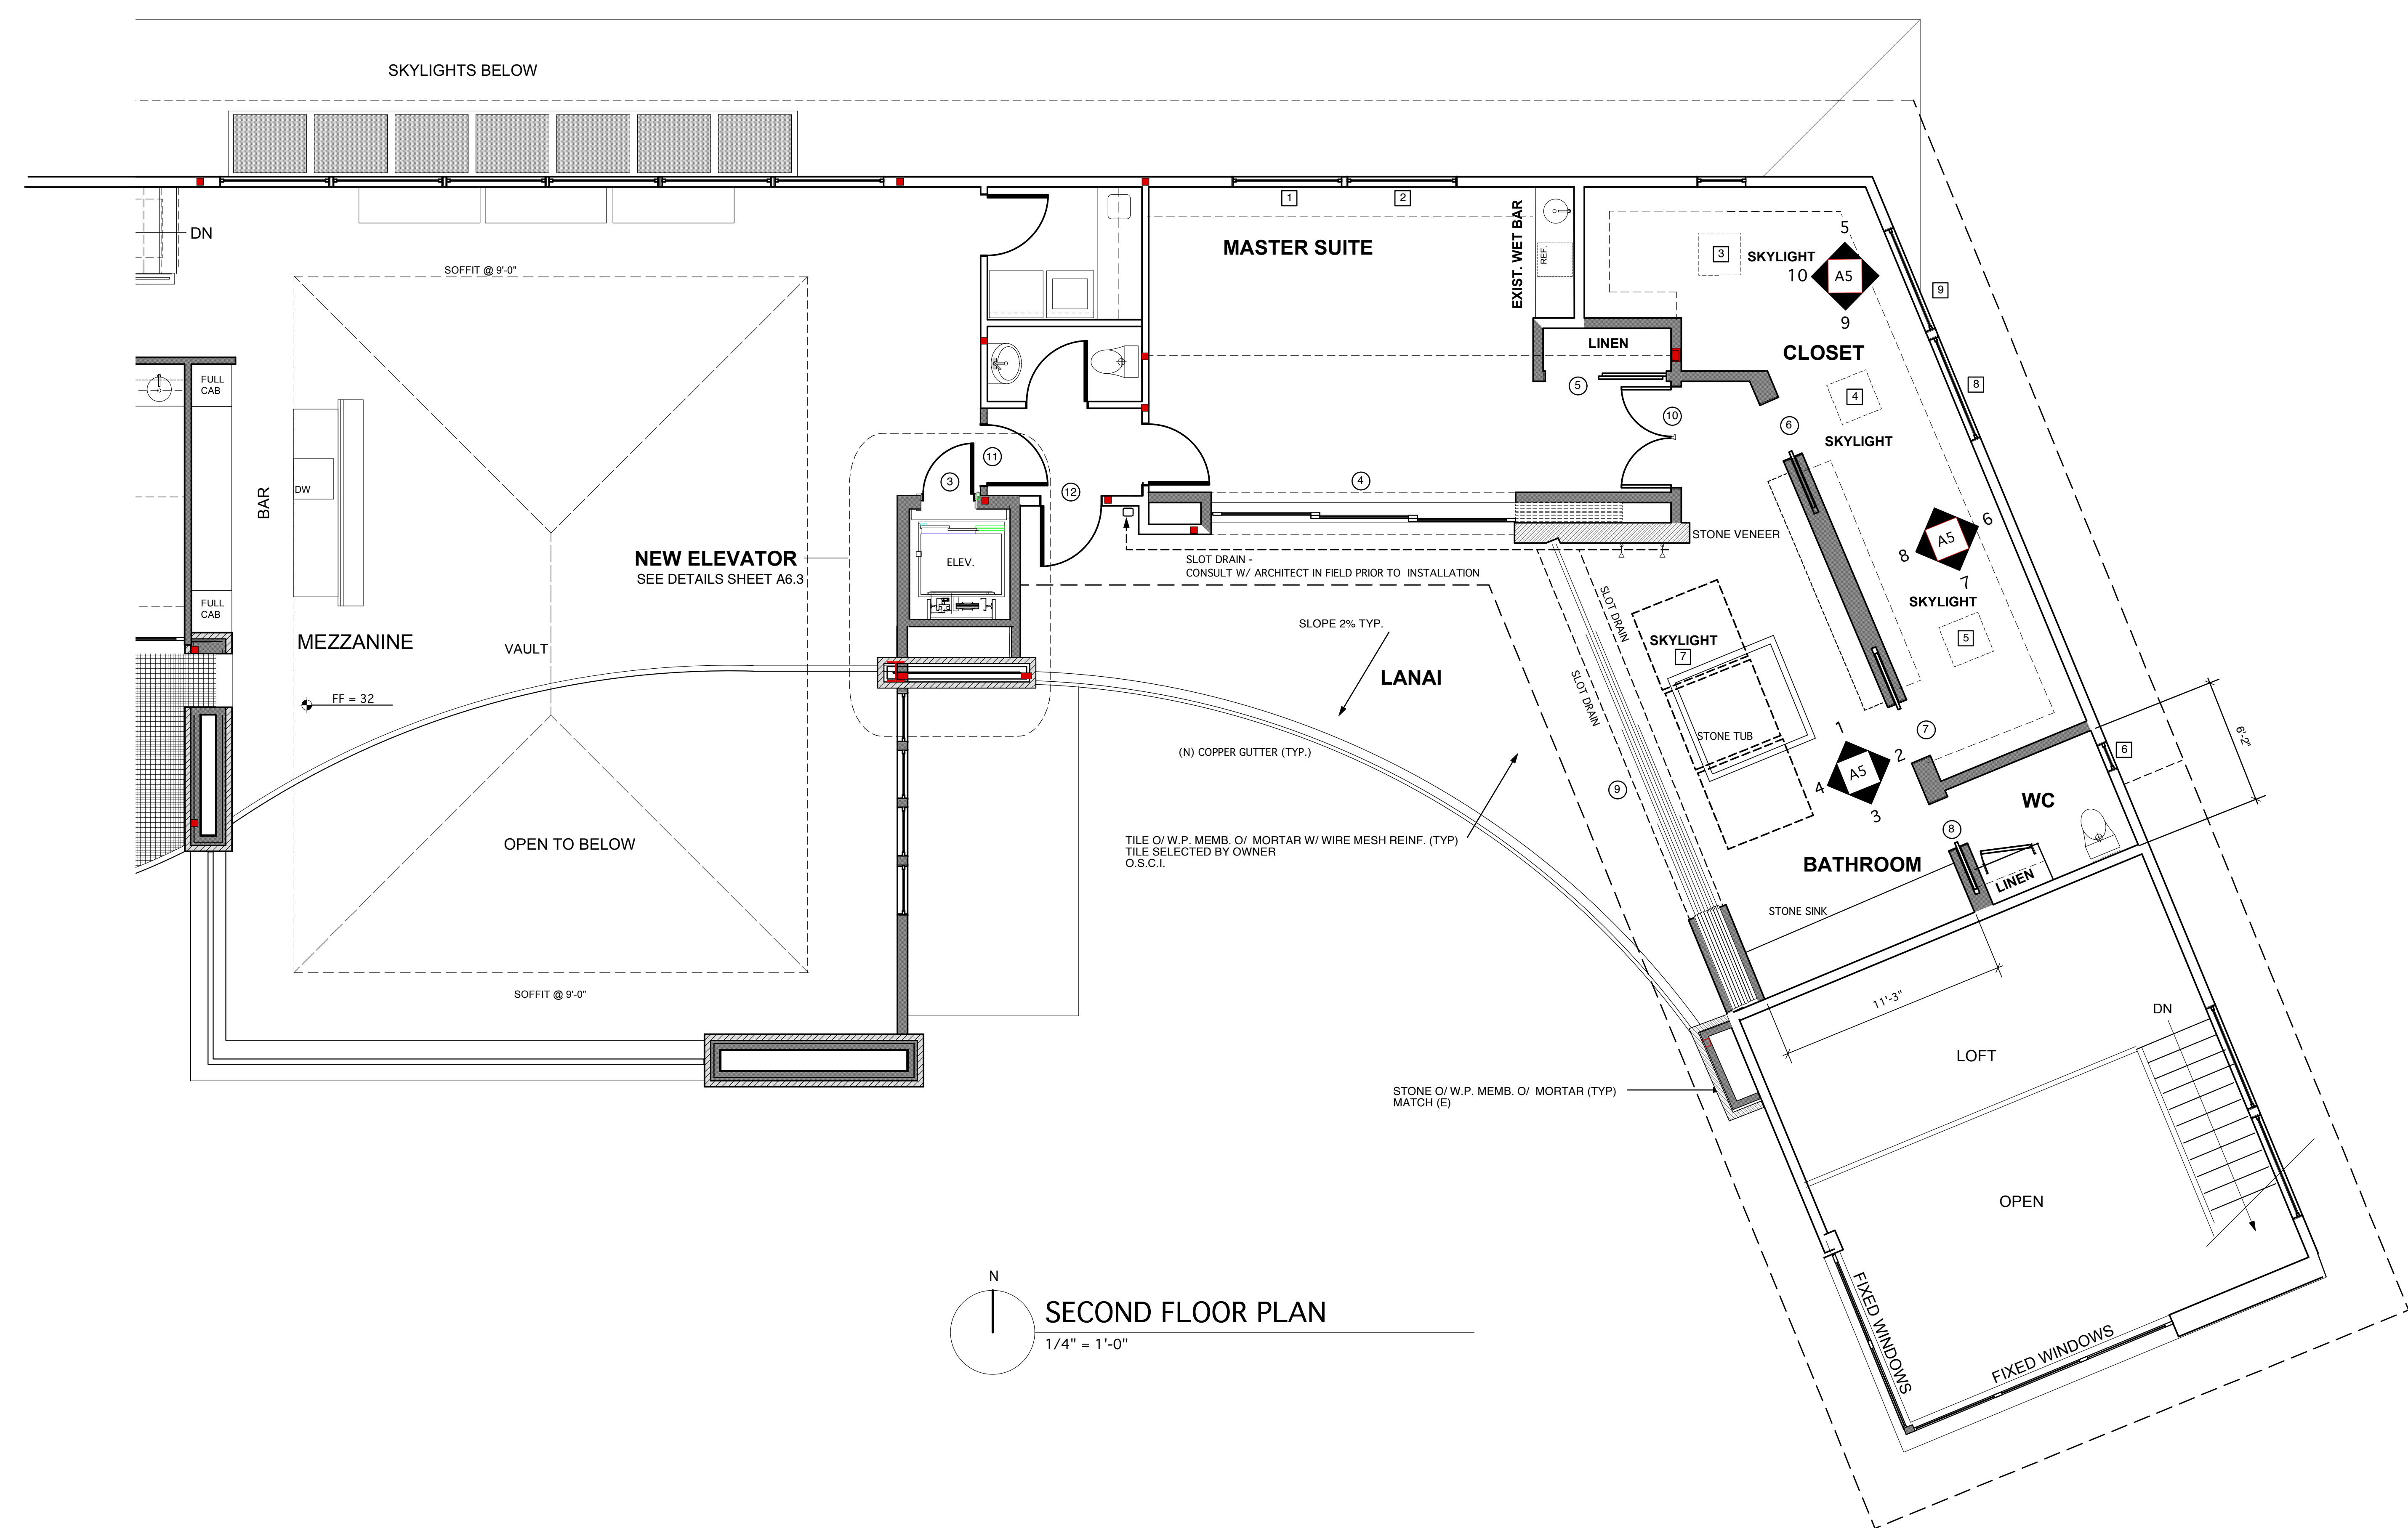 SKYLIGHTS BELOW
DN
SOFFIT @ 9'-0"
1
2
MASTER SUITE
EXIST. WET BAR
REF.
3
SKYLIGHT
5
10
A5
9
9
LINEN
CLOSET
8
5
4
10
6
SKYLIGHT
FULL
CAB
BAR
DW
FULL
CAB
11
3
12
4
NEW ELEVATOR
SEE DETAILS SHEET A6.3
ELEV.
STONE VENEER
6
8
A5
7
SLOT DRAIN -
CONSULT W/ ARCHITECT IN FIELD PRIOR TO INSTALLATION
SLOT DRAIN
SLOT DRAIN
SKYLIGHT
5
SKYLIGHT
7
MEZZANINE
VAULT
SLOPE 2% TYP.
LANAI
FF = 32
STONE TUB
1
2
A5
4
3
7
6
6'-2"
(N) COPPER GUTTER (TYP.)
9
WC
8
OPEN TO BELOW
TILE O/ W.P. MEMB. O/ MORTAR W/ WIRE MESH REINF. (TYP)
TILE SELECTED BY OWNER
O.S.C.I.
BATHROOM
LINEN
STONE SINK
SOFFIT @ 9'-0"
11'-3"
DN
LOFT
STONE O/ W.P. MEMB. O/ MORTAR (TYP)
MATCH (E)
OPEN
FIXED WINDOWS
FIXED WINDOWS
N
SECOND FLOOR PLAN
1/4" = 1'-0"